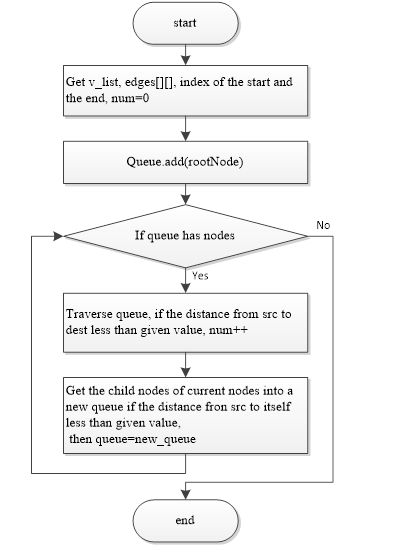 start
Get v_list, edges[][], index of the start and
the end, num=0
Queue.add(rootNode)
If queue has nodes
No
Yes
Traverse queue, if the distance from src to
dest less than given value, num++
Get the child nodes of current nodes into a
new queue if the distance fron src to itself
less than given value,
then queue=new_queue
end